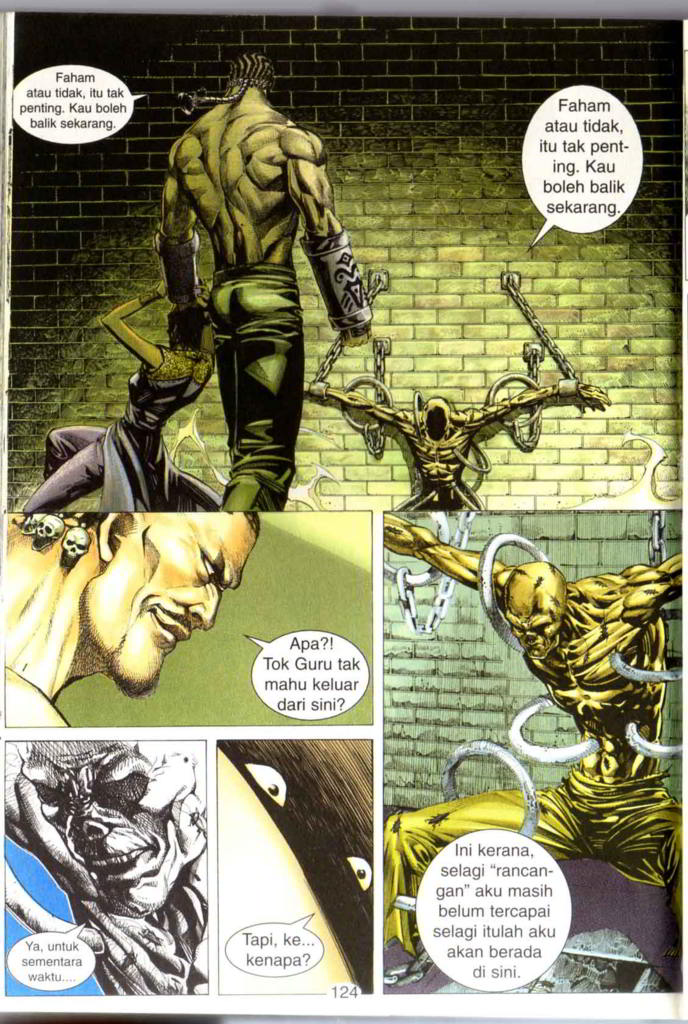 Faham
atau tidak, itu tak
penting. Kau boleh
balik sekarang.
Faham
atau tidak,
itu tak pent-
ing. Kau
boleh balik
sekarang.
Apa?!
Tok Guru tak
mahu keluar
dari sini?
Ya, untuk
sementara
waktu....
Tapi, ke...
kenapa?
Ini kerana,
selagi "rancan-
gan" aku masih
belum tercapai
selagi itulah aku
akan berada
di sini.
124